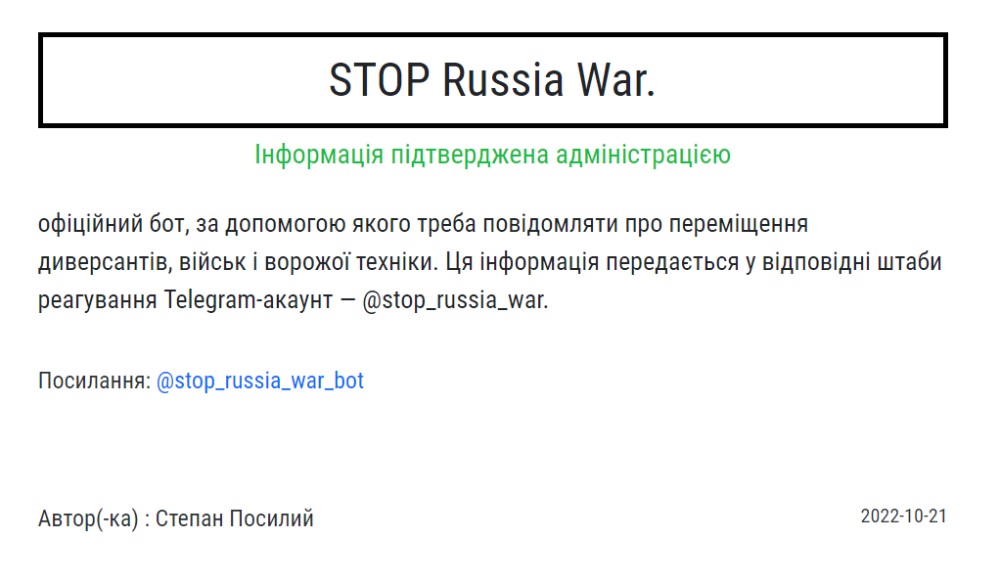 STOP Russia War.
Інформація підтверджена адміністрацією
офіційний бот, за допомогою якого треба повідомляти про переміщення
диверсантів, військ і ворожої техніки. Ця інформація передається у відповідні штаби
реагування Telegram-акаунт — @stop_russia_war.
Посилання: @stop_russia_war_bot
Автор(-ка) : Степан Посилий
2022-10-21